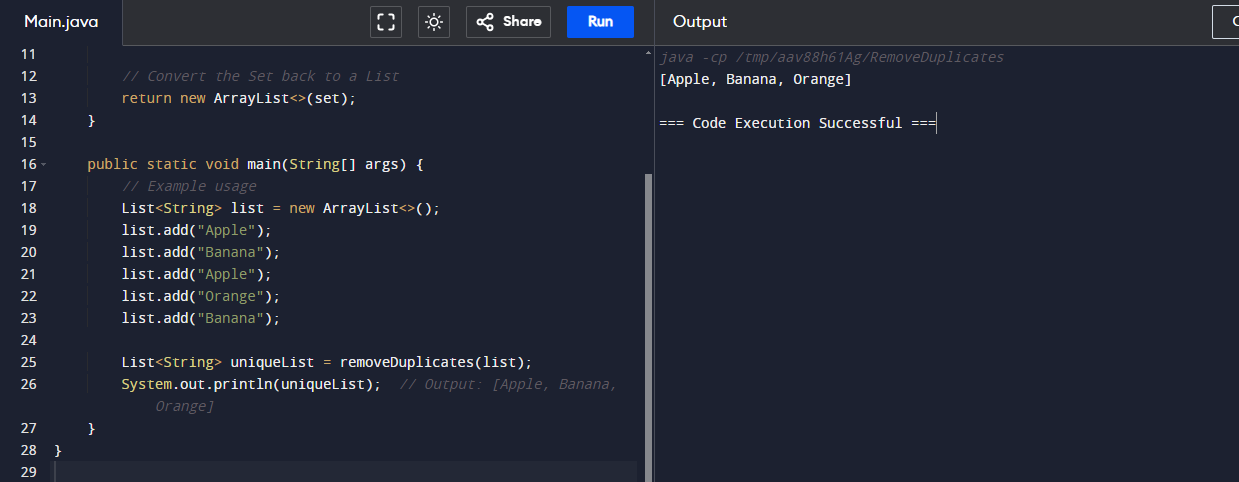 Main.java
Share
Run
Output
11
12 // Convert the Set back to a List
13 return new ArrayList<>(set);
14 }
15
16 public static void main(String[] args) {
17 // Example usage
18 List<String> list = new ArrayList<>();
19 list.add("Apple");
20 list.add("Banana");
21 list.add("Apple");
22 list.add("Orange");
23 list.add("Banana");
24
25 List<String> uniqueList = removeDuplicates(list);
26 System.out.println(uniqueList);  // Output: [Apple, Banana,
Orange]
27 }
28 }
29
java -cp /tmp/aav88h61Ag/RemoveDuplicates
[Apple, Banana, Orange]
=== Code Execution Successful ===